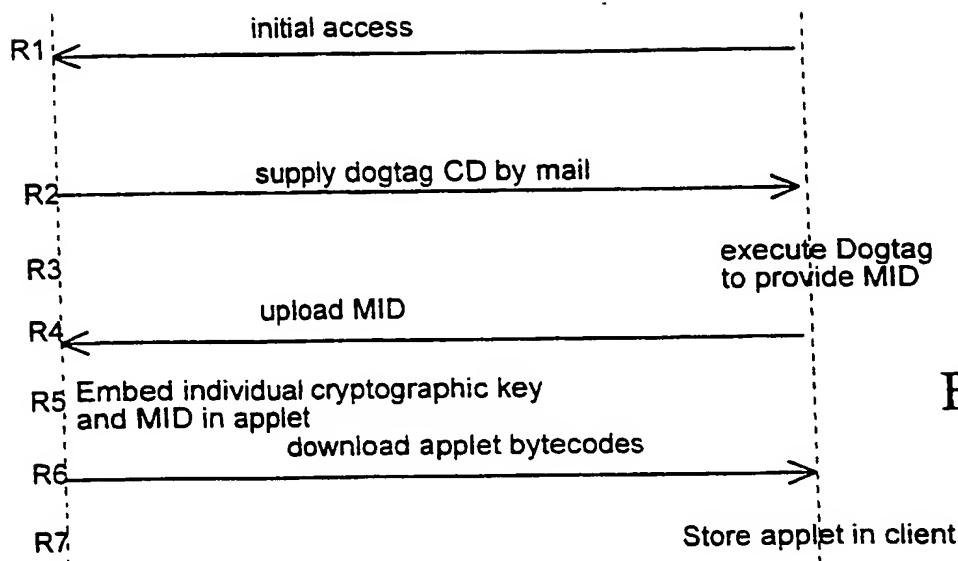 initial access
R1
supply dogtag CD by mail
R2
execute Dogtag
to provide MID
R3
upload MID
R4
R5 Embed individual cryptographic key
and MID in applet
download applet bytecodes
R6
Store applet in client
R7